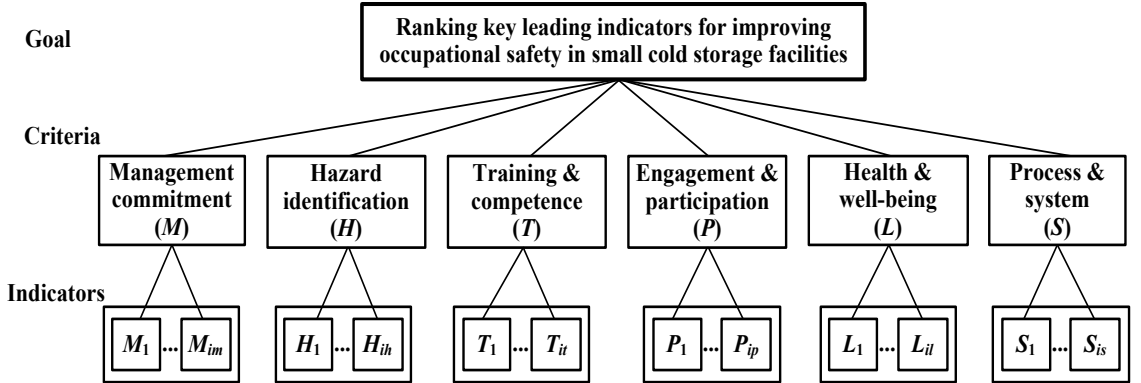 Goal
Ranking key leading indicators for improving
occupational safety in small cold storage facilities
Criteria
Management
commitment
(M)
Hazard
identification
(H)
Training &
competence
(T)
Engagement &
participation
(P)
Health &
well-being
(L)
Process &
system
(S)
Indicators
M1 ... Mim
H1 ... Hih
T1 ... Tit
P1 ... Pip
L1 ... Lil
S1 ... Sis